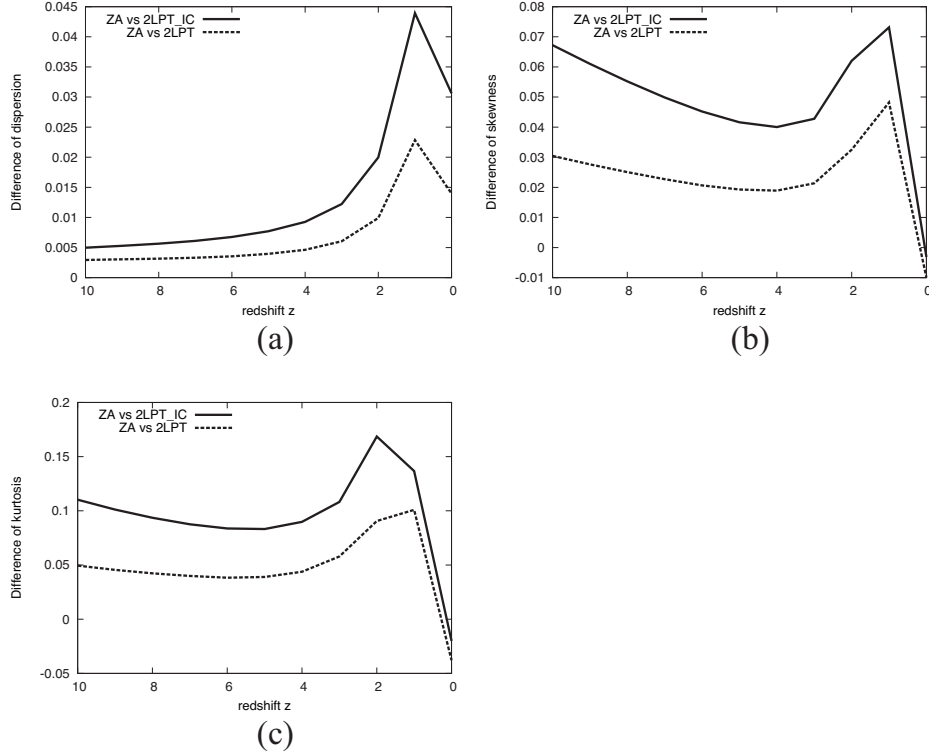 ZA vs 2LPT_IC
ZA vs 2LPT
Difference of dispersion
0.045
0.04
0.035
0.03
0.025
0.02
0.015
0.01
0.005
0
10 8 6 4 2 0
redshift z
(a)
ZA vs 2LPT_IC
ZA vs 2LPT
Difference of skewness
0.08
0.07
0.06
0.05
0.04
0.03
0.02
0.01
0
-0.01
10 8 6 4 2 0
redshift z
(b)
ZA vs 2LPT_IC
ZA vs 2LPT
Difference of kurtosis
0.2
0.15
0.1
0.05
0
-0.05
10 8 6 4 2 0
redshift z
(c)